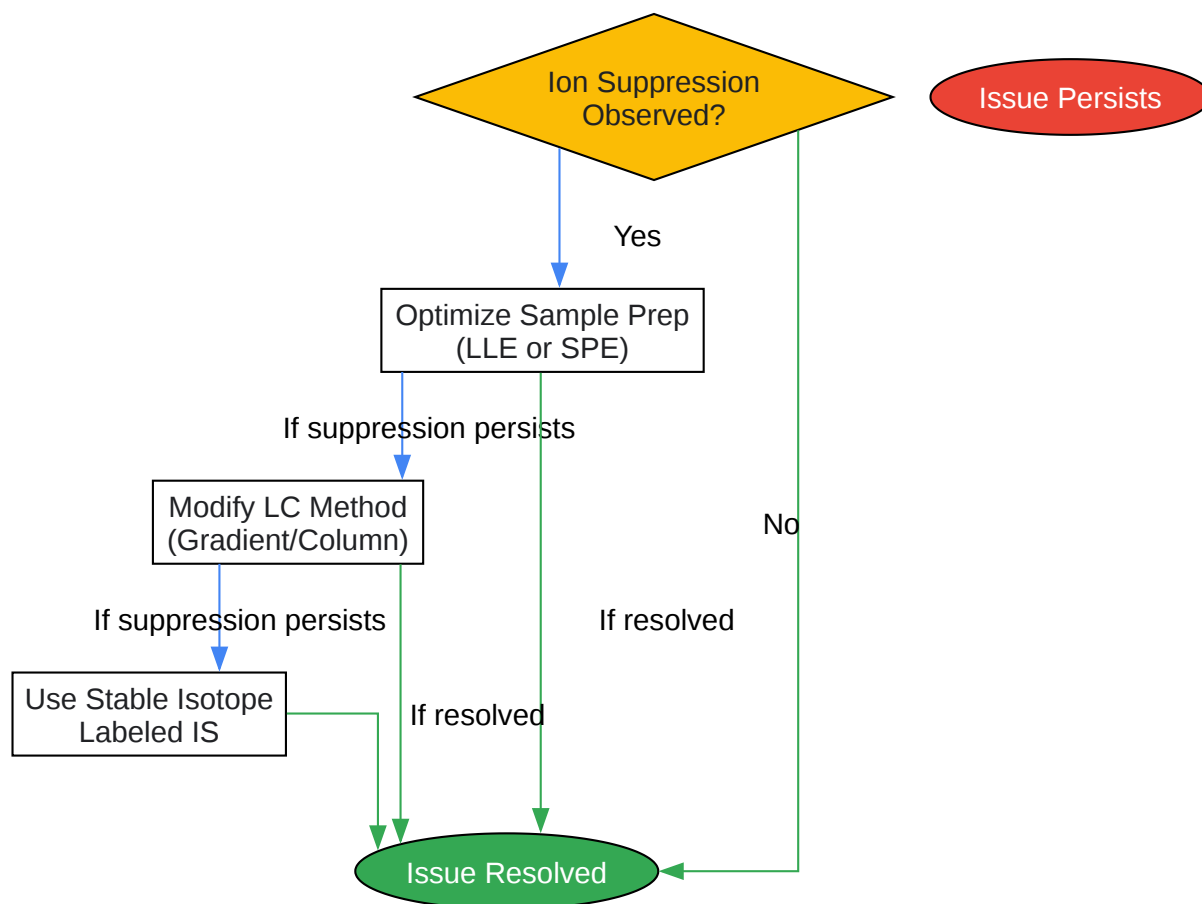 Ion Suppression
Observed?
Issue Persists
Yes
Optimize Sample Prep
(LLE or SPE)
If suppression persists
Modify LC Method
(Gradient/Column)
No
If suppression persists
If resolved
Use Stable Isotope
Labeled IS
If resolved
Issue Resolved